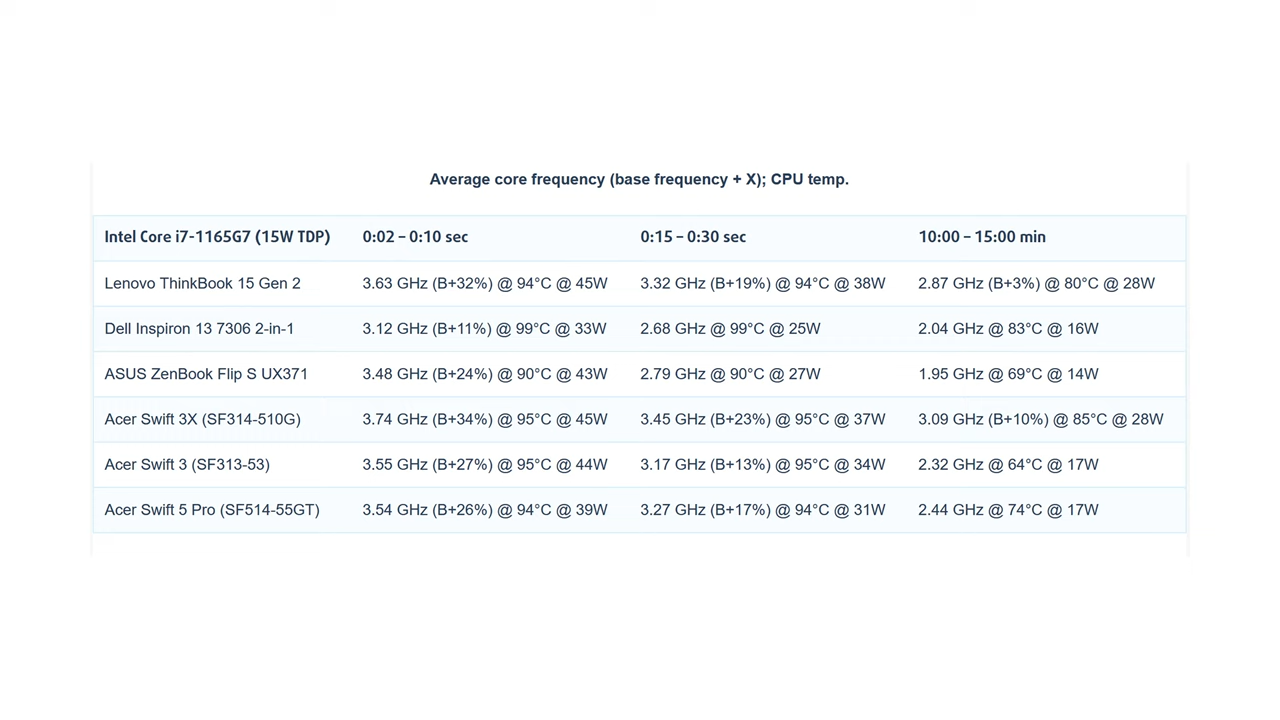 Average core frequency (base frequency + X); CPU temp.
Intel Core i7-1165G7 (15W TDP) 0:02 – 0:10 sec 0:15 – 0:30 sec 10:00 – 15:00 min
Lenovo ThinkBook 15 Gen 2 3.63 GHz (B+32%) @ 94°C @ 45W 3.32 GHz (B+19%) @ 94°C @ 38W 2.87 GHz (B+3%) @ 80°C @ 28W
Dell Inspiron 13 7306 2-in-1 3.12 GHz (B+11%) @ 99°C @ 33W 2.68 GHz @ 99°C @ 25W 2.04 GHz @ 83°C @ 16W
ASUS ZenBook Flip S UX371 3.48 GHz (B+24%) @ 90°C @ 43W 2.79 GHz @ 90°C @ 27W 1.95 GHz @ 69°C @ 14W
Acer Swift 3X (SF314-510G) 3.74 GHz (B+34%) @ 95°C @ 45W 3.45 GHz (B+23%) @ 95°C @ 37W 3.09 GHz (B+10%) @ 85°C @ 28W
Acer Swift 3 (SF313-53) 3.55 GHz (B+27%) @ 95°C @ 44W 3.17 GHz (B+13%) @ 95°C @ 34W 2.32 GHz @ 64°C @ 17W
Acer Swift 5 Pro (SF514-55GT) 3.54 GHz (B+26%) @ 94°C @ 39W 3.27 GHz (B+17%) @ 94°C @ 31W 2.44 GHz @ 74°C @ 17W